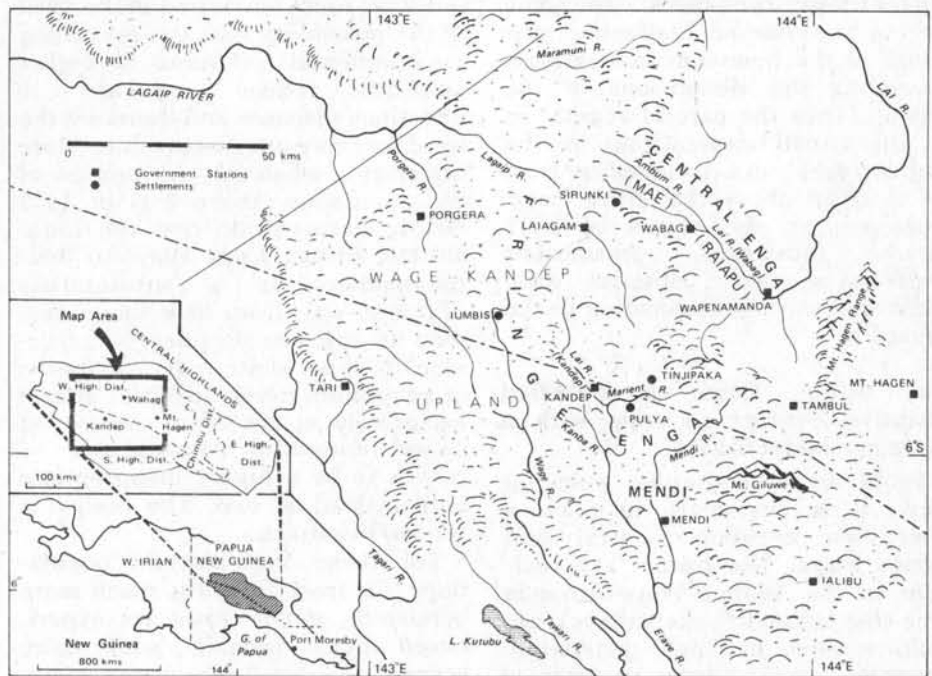 143°E
144°E
Maramuni R.
LAGAIP RIVER
LAI R.
0 50 kms
Government Stations
Settlements
Porgera R.
Lagaip R.
CENTRAL ENGA
(MAE)
Ambum R.
SIRUNKI
PORGERA
LAIAGAM
WABAG
Lai R. (Wabag)
(RAIAPU)
WAGE KANDEP
WAPENAMANDA
FRINGE ENGA
Mt. Hagen Range
IUMBIS
Map Area
CENTRAL HIGHLANDS
W. High. Dist.
Kandep
Mt. Hagen
Chimbu Dist.
E. High. Dist.
S. High. Dist.
100 kms
TARI
UPLAND
Lai R. (Kandep)
TINJIPAKA
KANDEP
Marient R.
PULYA
MT. HAGEN
TAMBUL
6°S
Wage R.
Mendi R.
Mt. Giluwe
MENDI
MENDI
IALIBU
W. IRIAN
PAPUA NEW GUINEA
Tagari R.
L. Kutubu
Erave R.
New Guinea
800 kms
G. of Papua
Port Moresby
144°
143°E
144°E